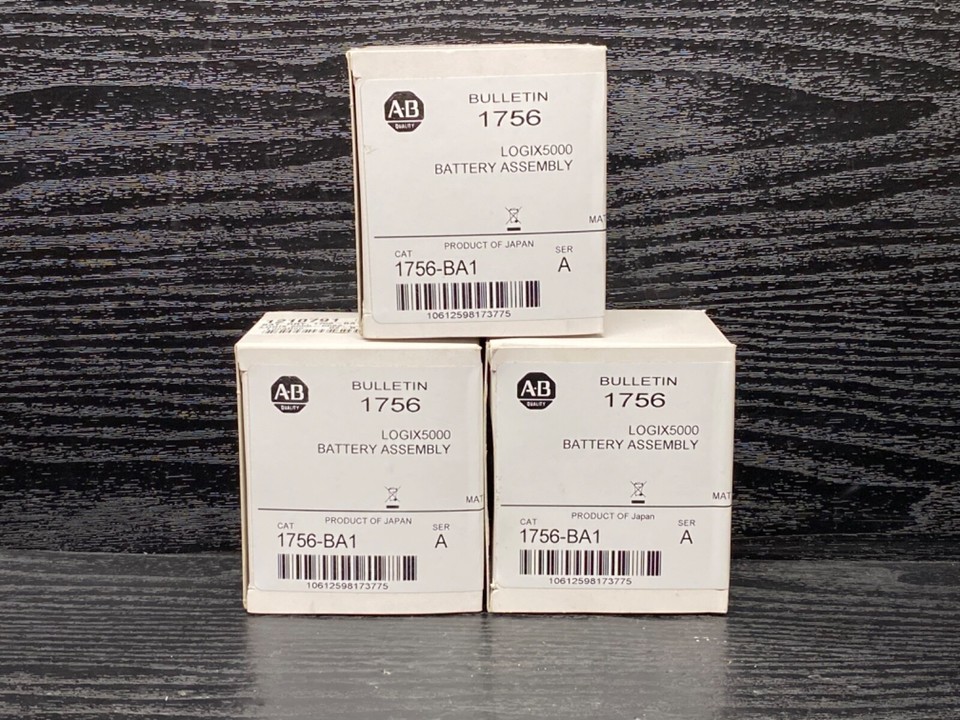 A-B
QUALITY
BULLETIN
1756
LOGIX5000
BATTERY ASSEMBLY
MAT
PRODUCT OF JAPAN
CAT
SER
1756-BA1
A
10612598173775
A-B
QUALITY
BULLETIN
1756
LOGIX5000
BATTERY ASSEMBLY
MAT
PRODUCT OF JAPAN
CAT
SER
1756-BA1
A
10612598173775
A-B
QUALITY
BULLETIN
1756
LOGIX5000
BATTERY ASSEMBLY
MAT
PRODUCT OF Japan
CAT
SER
1756-BA1
A
10612598173775